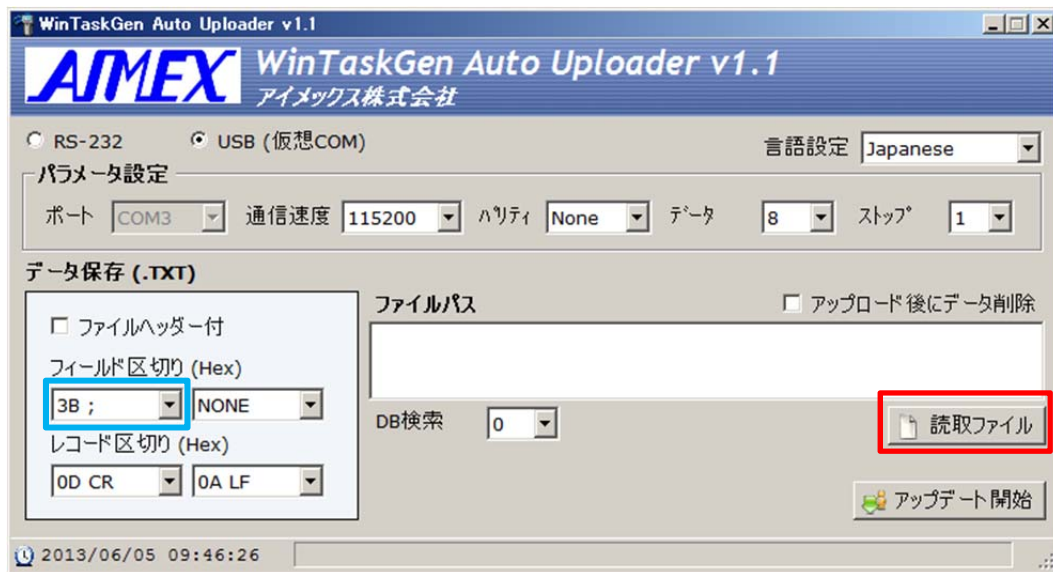 WinTaskGen Auto Uploader v1.1
AIMEX
WinTaskGen Auto Uploader v1.1
アイメックス株式会社
RS-232 USB (仮想COM) 言語設定 Japanese
パラメータ設定
ポート COM3 通信速度 115200 パリティ None データ 8 ストップ 1
データ保存 (.TXT)
ファイルヘッダー付
フィールド区切り (Hex)
3B ; NONE
レコード区切り (Hex)
0D CR 0A LF
ファイルパス アップロード後にデータ削除
DB検索 0 読取ファイル
アップデート開始
2013/06/05 09:46:26